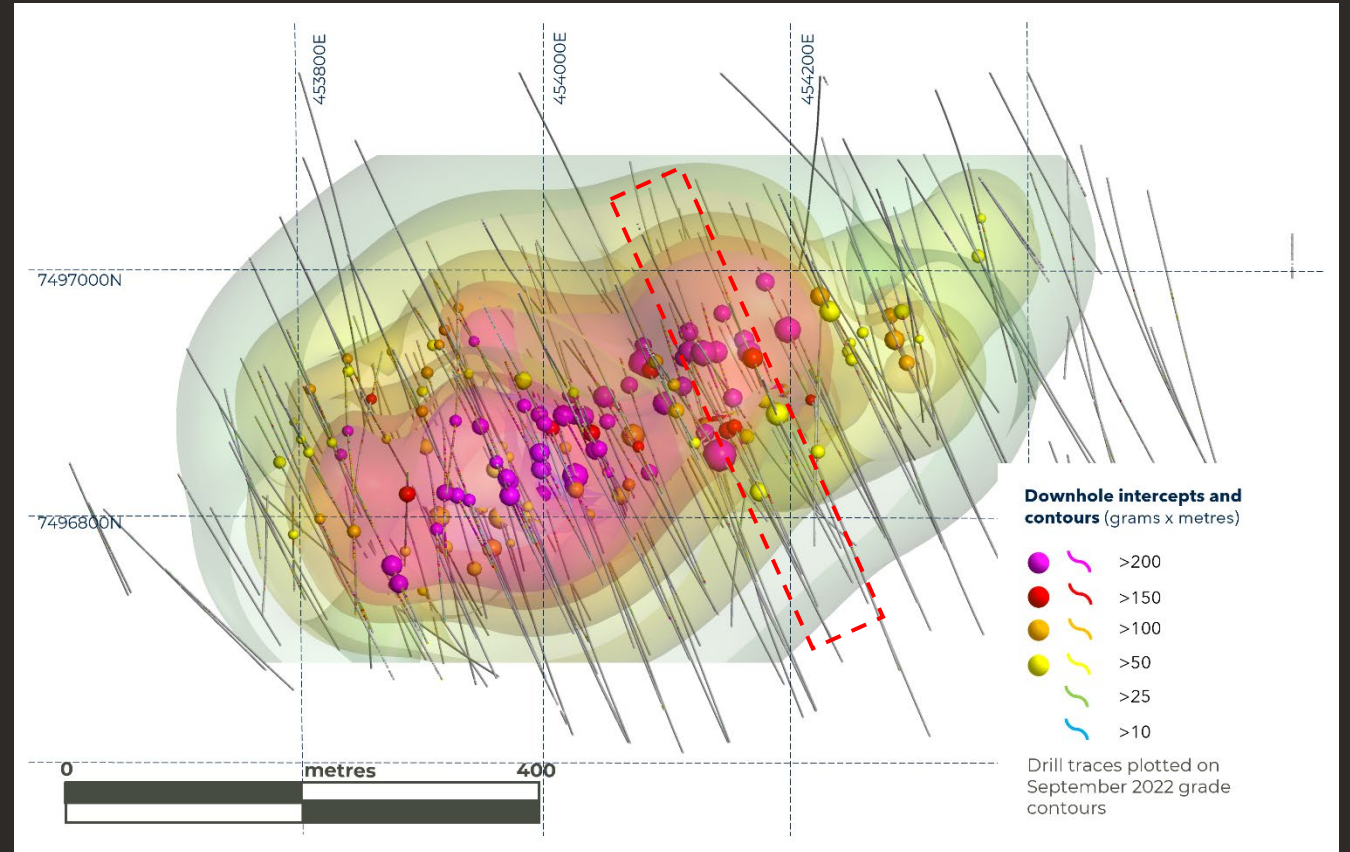 453800E
454000E
454200E
7497000N
7496800N
Downhole intercepts and
contours (grams x metres)
>200
>150
>100
>50
>25
>10
Drill traces plotted on
September 2022 grade
contours
0 metres 400